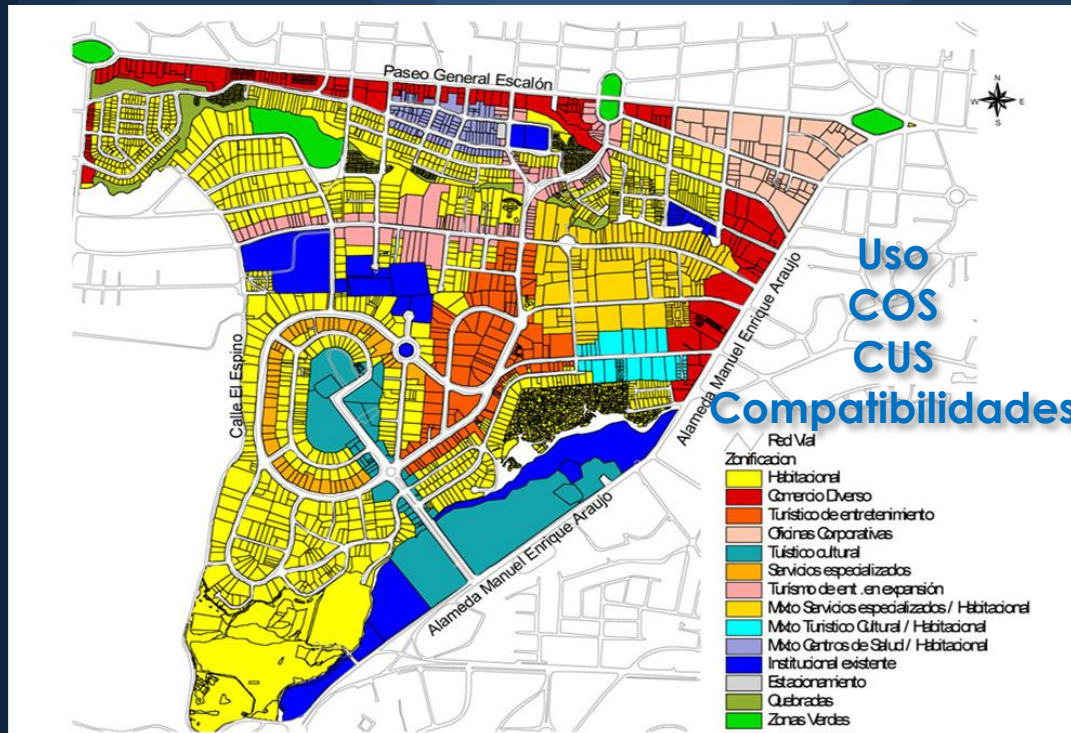 Paseo General Escalón
N
W E
S
Uso
COS
CUS
Compatibilidades
Calle El Espino
Alameda Manuel Enrique Araujo
Alameda Manuel Enrique Araujo
Red Vial
Zonificacion
Habitacional
Comercio Diverso
Turístico de entretenimiento
Oficinas Corporativas
Tuístico cultural
Servicios especializados
Turísmo de ent .en expansión
Mixto Servicios especializados / Habitacional
Mixto Turistico Cultural / Habitacional
Mixto Centros de Salud / Habitacional
Institucional existente
Estacionamiento
Quebradas
Zonas Verdes